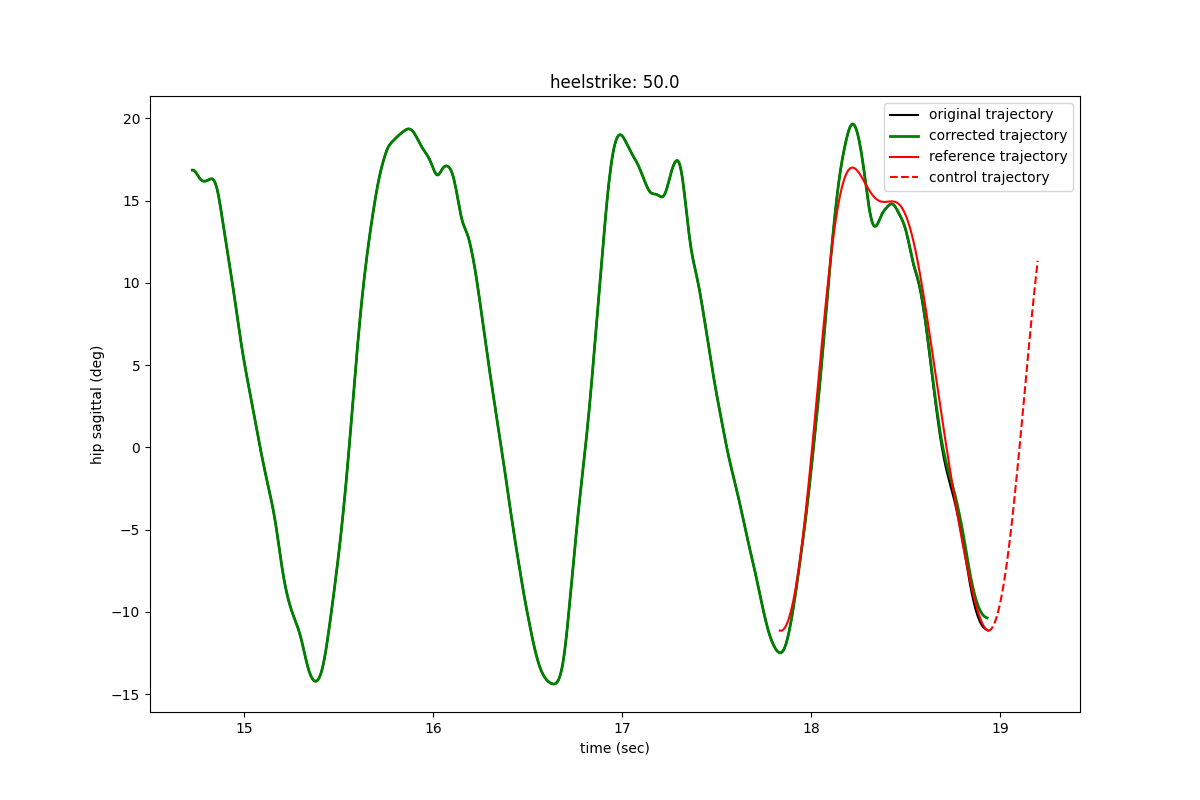 heelstrike: 50.0
original trajectory
corrected trajectory
reference trajectory
control trajectory
20
15
10
5
0
−5
−10
−15
hip sagittal (deg)
15 16 17 18 19
time (sec)